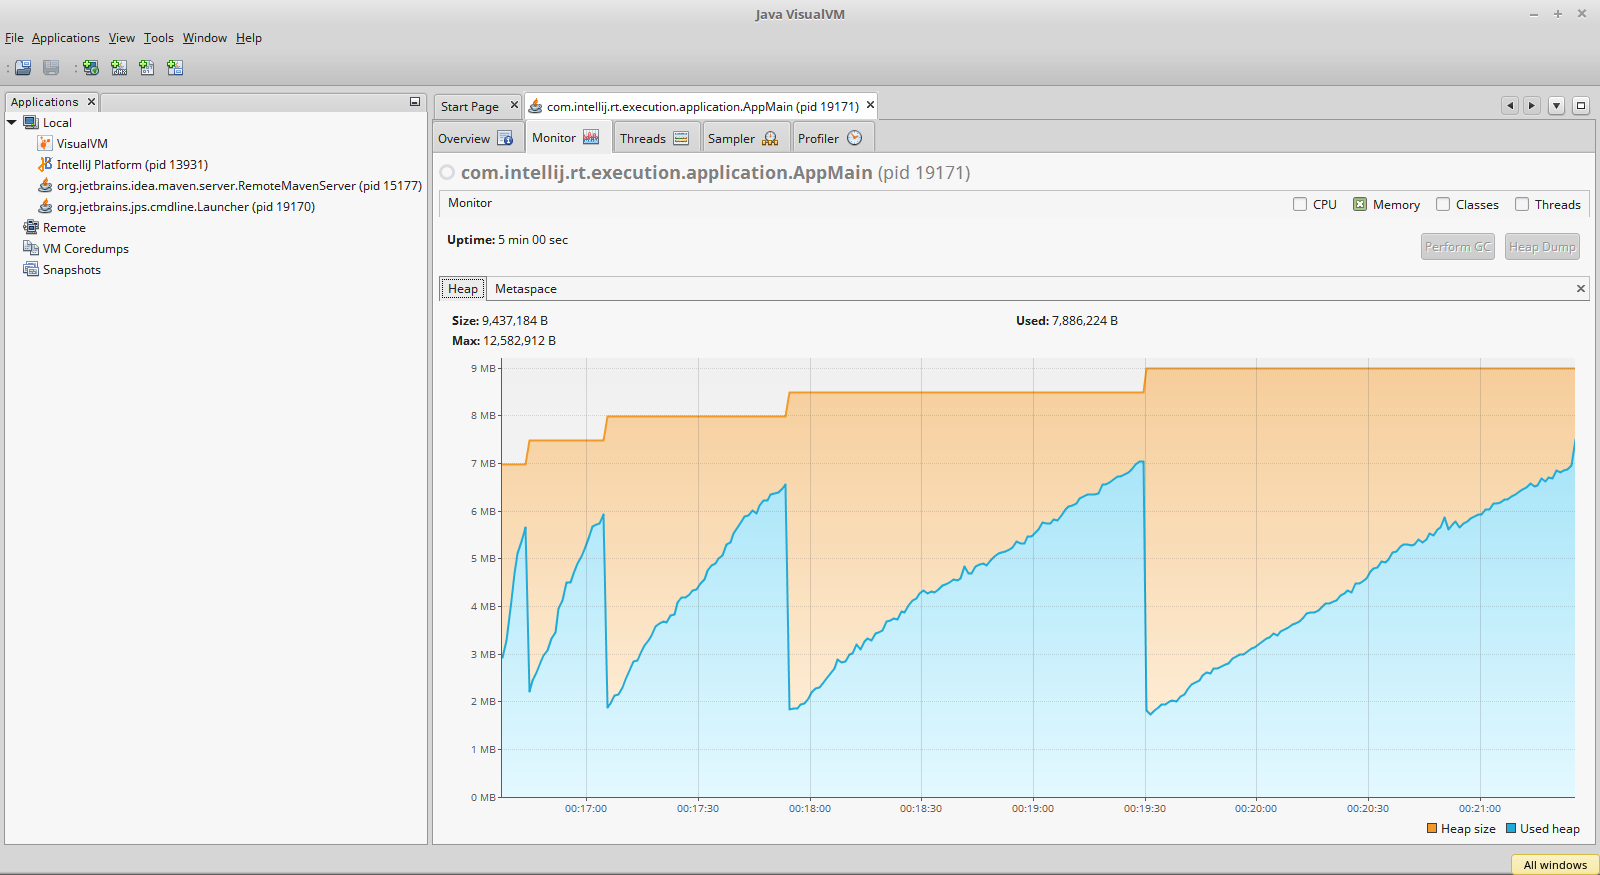 Java VisualVM
File Applications View Tools Window Help
Applications
Local
VisualVM
IntelliJ Platform (pid 13931)
org.jetbrains.idea.maven.server.RemoteMavenServer (pid 15177)
org.jetbrains.jps.cmdline.Launcher (pid 19170)
Remote
VM Coredumps
Snapshots
Start Page com.intellij.rt.execution.application.AppMain (pid 19171)
Overview Monitor Threads Sampler Profiler
com.intellij.rt.execution.application.AppMain (pid 19171)
Monitor CPU Memory Classes Threads
Uptime: 5 min 00 sec
Perform GC Heap Dump
Heap Metaspace
Size: 9,437,184 B Used: 7,886,224 B
Max: 12,582,912 B
9 MB
8 MB
7 MB
6 MB
5 MB
4 MB
3 MB
2 MB
1 MB
0 MB
00:17:00 00:17:30 00:18:00 00:18:30 00:19:00 00:19:30 00:20:00 00:20:30 00:21:00
Heap size Used heap
All windows